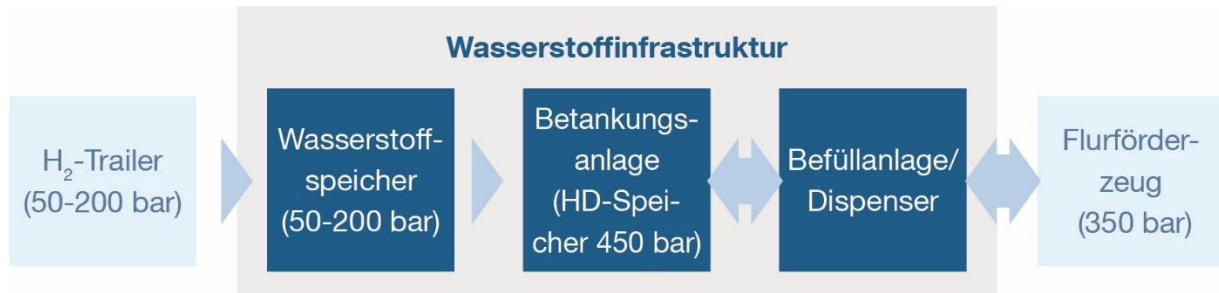 Wasserstoffinfrastruktur
H₂-Trailer
(50-200 bar)
Wasserstoff-
speicher
(50-200 bar)
Betankungs-
anlage
(HD-Spei-
cher 450 bar)
Befüllanlage/
Dispenser
Flurförder-
zeug
(350 bar)